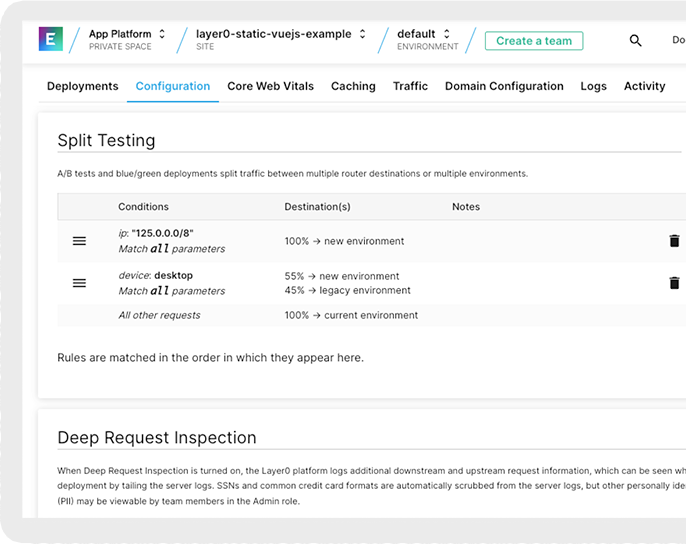 E
App Platform
PRIVATE SPACE
layer0-static-vuejs-example
SITE
default
ENVIRONMENT
Create a team
Do
Deployments Configuration Core Web Vitals Caching Traffic Domain Configuration Logs Activity
Split Testing
A/B tests and blue/green deployments split traffic between multiple router destinations or multiple environments.
Conditions Destination(s) Notes
ip: "125.0.0.0/8"
Match all parameters
100% → new environment
device: desktop
Match all parameters
55% → new environment
45% → legacy environment
All other requests
100% → current environment
Rules are matched in the order in which they appear here.
Deep Request Inspection
When Deep Request Inspection is turned on, the Layer0 platform logs additional downstream and upstream request information, which can be seen wh
deployment by tailing the server logs. SSNs and common credit card formats are automatically scrubbed from the server logs, but other personally ide
(PII) may be viewable by team members in the Admin role.